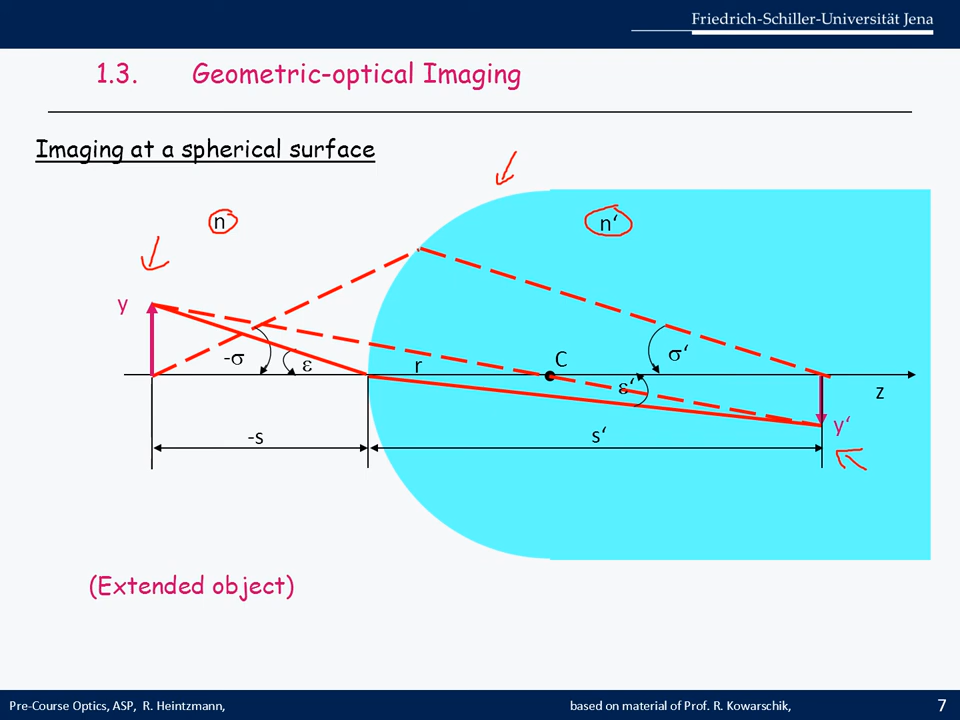 Friedrich-Schiller-Universität Jena
1.3. Geometric-optical Imaging
Imaging at a spherical surface
n
n‘
y
-σ
ε
r
C
σ‘
ε‘
z
y‘
-s
s‘
(Extended object)
Pre-Course Optics, ASP, R. Heintzmann, based on material of Prof. R. Kowarschik, 7